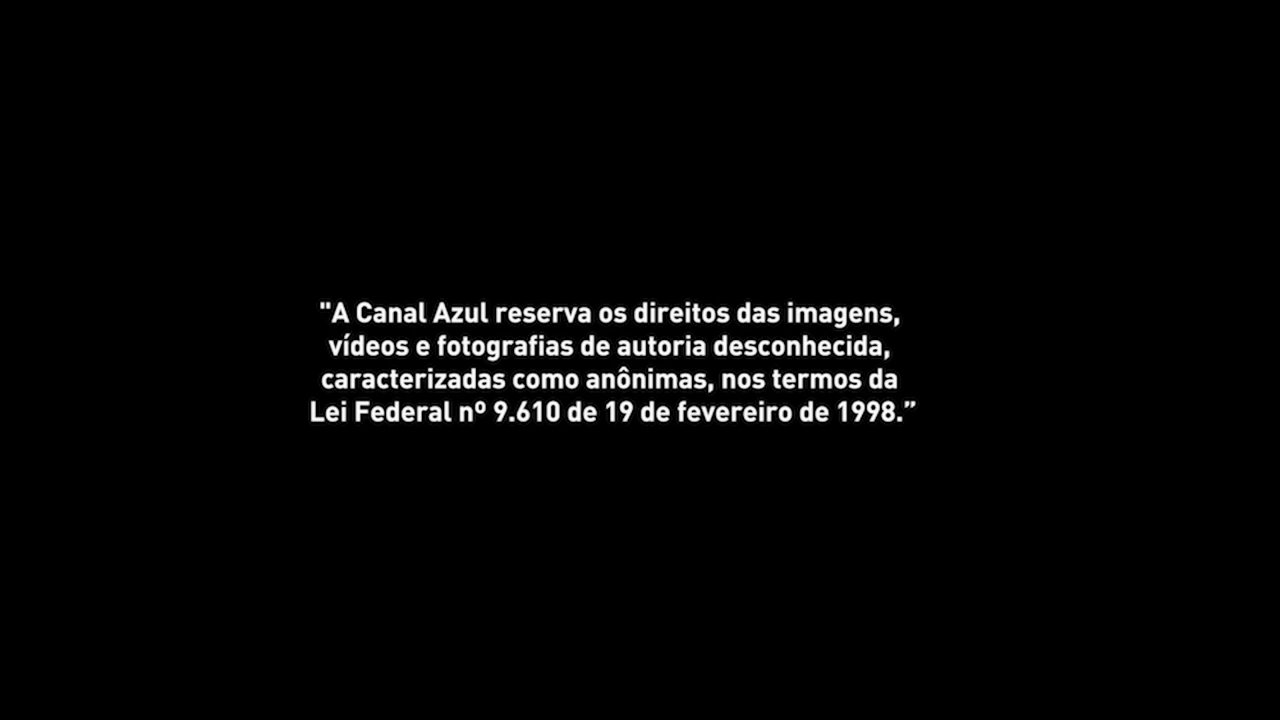 "A Canal Azul reserva os direitos das imagens,
vídeos e fotografias de autoria desconhecida,
caracterizadas como anônimas, nos termos da
Lei Federal nº 9.610 de 19 de fevereiro de 1998.”